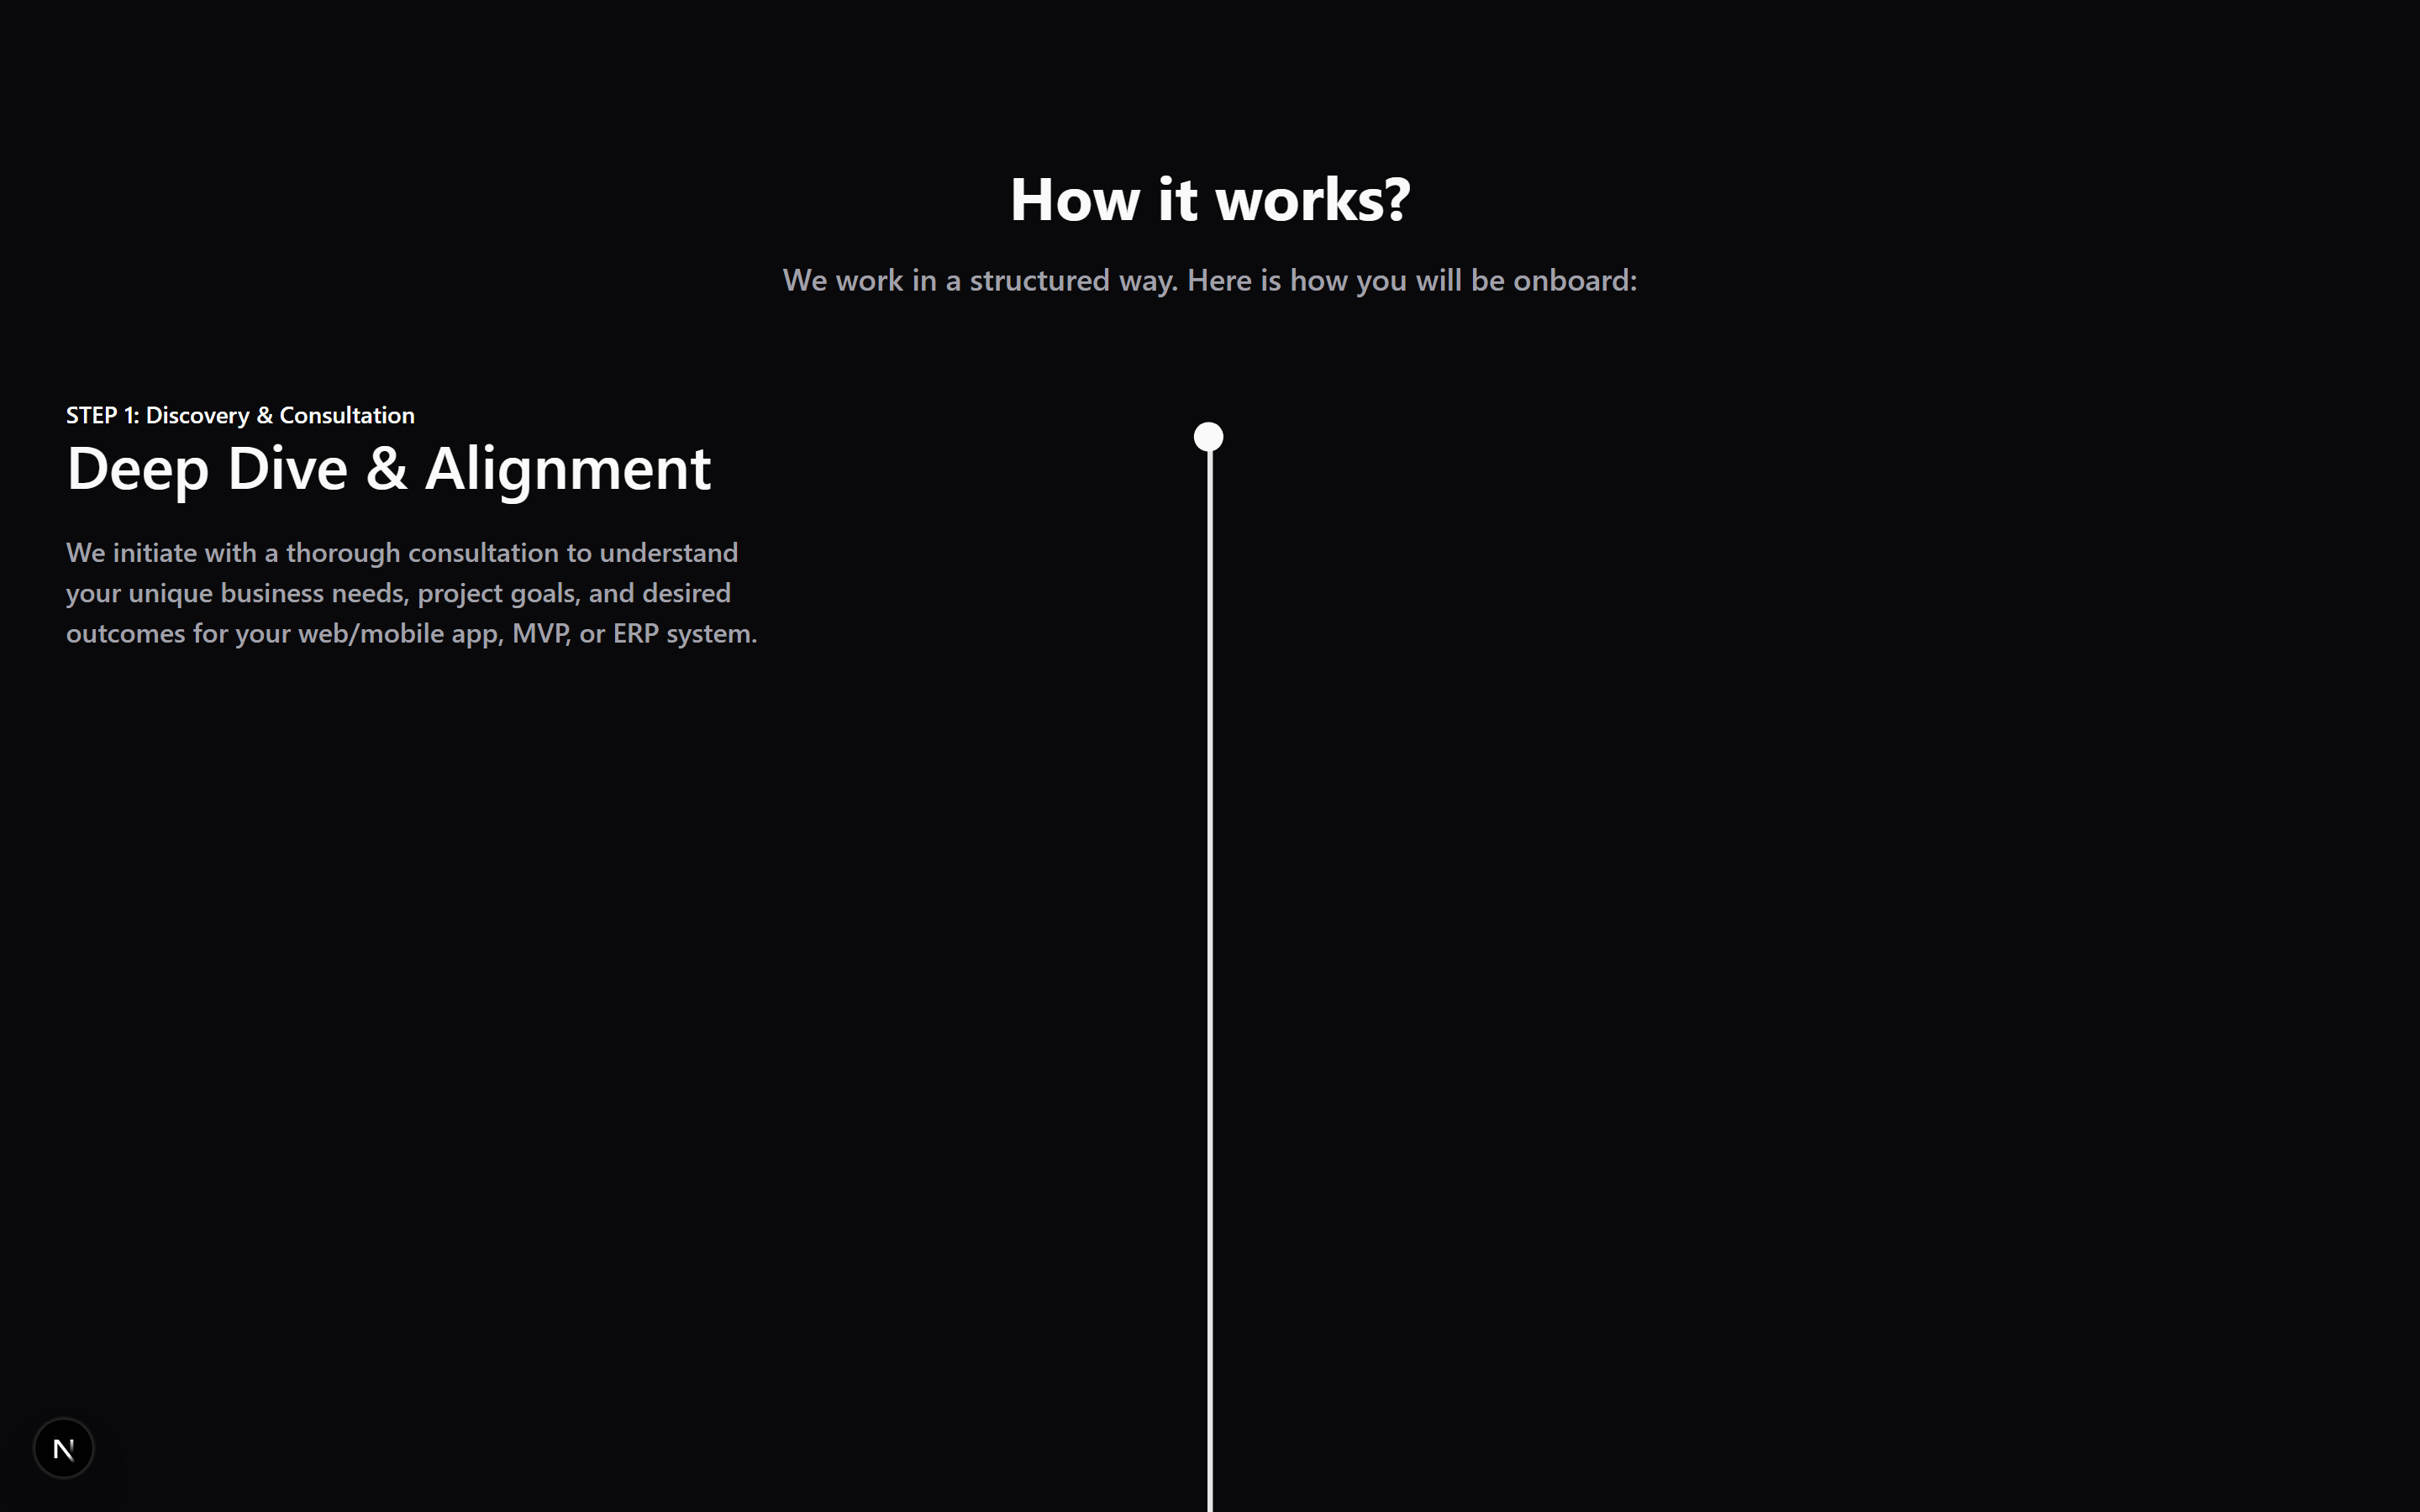 How it works?
We work in a structured way. Here is how you will be onboard:
STEP 1: Discovery & Consultation
Deep Dive & Alignment
We initiate with a thorough consultation to understand
your unique business needs, project goals, and desired
outcomes for your web/mobile app, MVP, or ERP system.
N